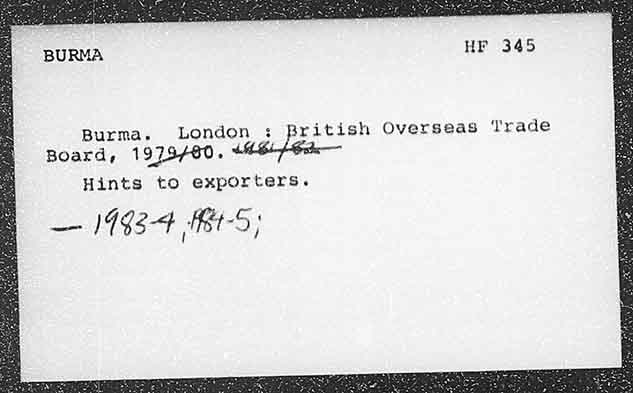 BURMA
HF 345
Burma. London : British Overseas Trade
Board, 1979/80. 1981/82
Hints to exporters.
— 1983-4, 1984-5;